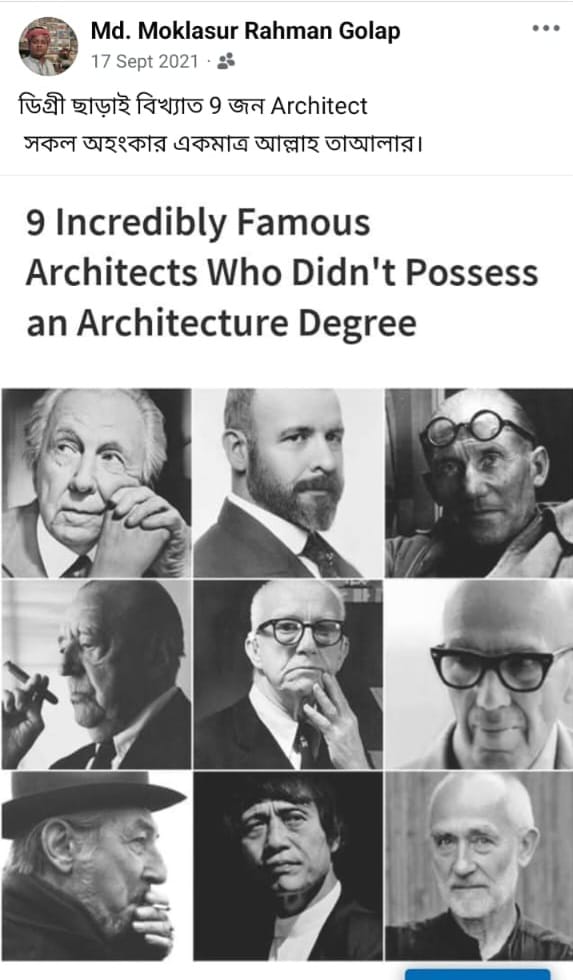 Md. Moklasur Rahman Golap
17 Sept 2021
ডিগ্রী ছাড়াই বিখ্যাত 9 জন Architect
সকল অহংকার একমাত্র আল্লাহ তাআলার।
9 Incredibly Famous
Architects Who Didn't Possess
an Architecture Degree